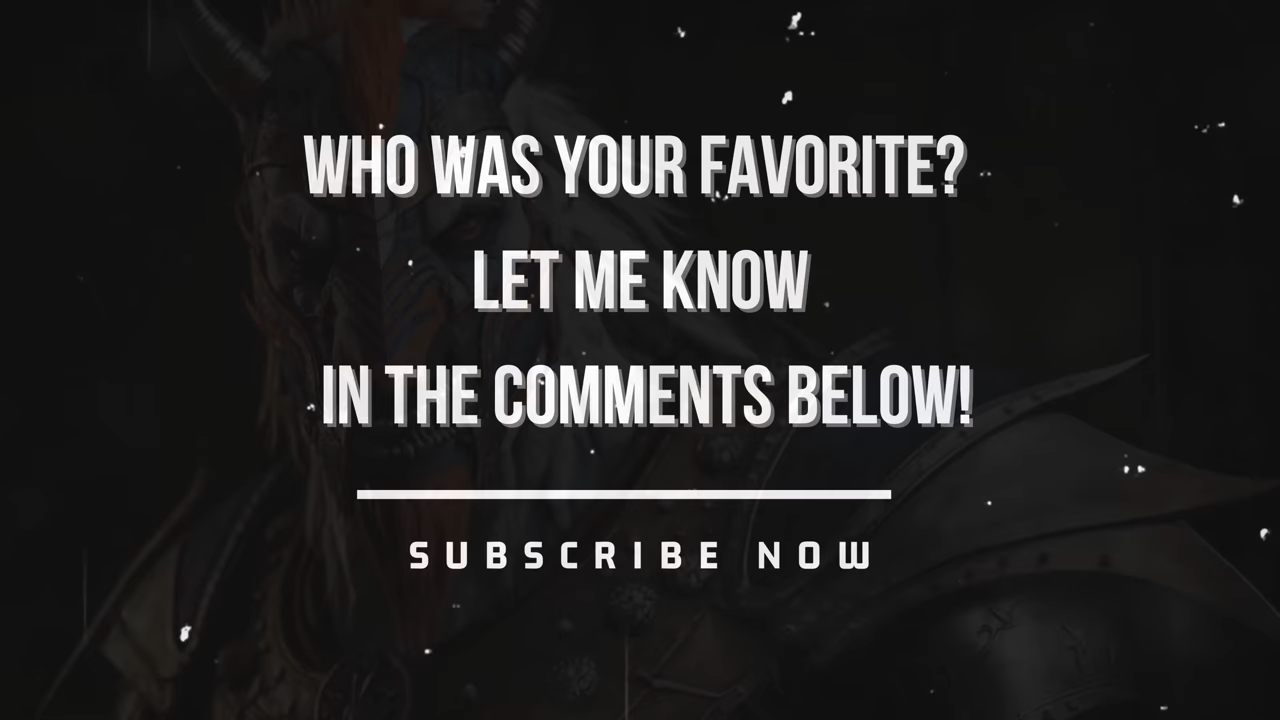 WHO WAS YOUR FAVORITE?
LET ME KNOW
IN THE COMMENTS BELOW!
SUBSCRIBE NOW